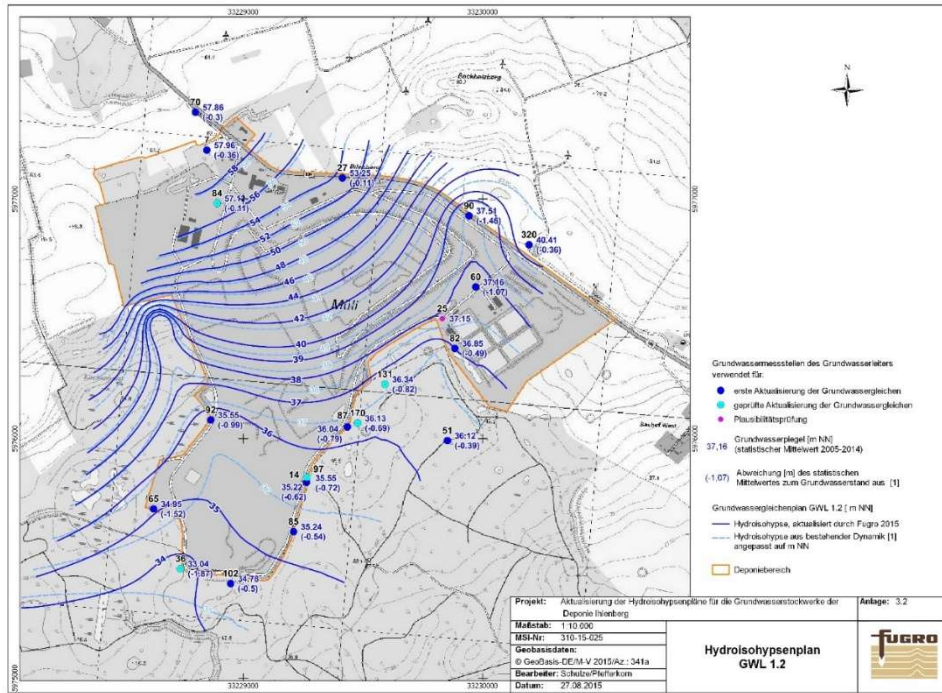 33229000
33230000
5977000
5976000
5975000
70
57.86
(-0.3)
7
57.96
(-0.36)
84
27
53.25
(-0.11)
90
37.51
(-1.46)
320
40.41
(-0.36)
60
37.16
(-1.07)
25
37.15
82
36.85
(-0.49)
131
36.34
(-0.82)
87
36.04
(-0.79)
170
36.13
(-0.69)
51
36.12
(-0.39)
92
35.55
(-0.99)
14
35.22
(-0.62)
97
35.55
(-0.72)
85
35.24
(-0.54)
65
34.95
(-1.52)
36
33.04
(-1.87)
102
34.78
(-0.5)
58
56
54
52
50
48
46
44
42
40
39
38
37
36
35
34
Müll
N
Grundwassermessstellen des Grundwasserleiters
verwendet für:
erste Aktualisierung der Grundwassergleichen
geprüfte Aktualisierung der Grundwassergleichen
Plausibilitätsprüfung
37,16 Grundwasserspiegel [m NN]
(statistischer Mittelwert 2005-2014)
(-1,07) Abweichung [m] des statistischen
Mittelwertes zum Grundwasserstand aus [1]
Grundwassergleichenplan GWL 1.2 [ m NN]
Hydroisohypse, aktualisiert durch Fugro 2015
Hydroisohypse aus bestehender Dynamik [1]
angepasst auf m NN
Deponiebereich
Projekt: Aktualisierung der Hydroisohypsenpläne für die Grundwasserstockwerke der
Deponie Ihlenberg
Anlage: 3.2
Maßstab: 1:10 000
MSI-Nr: 310-15-025
Geobasisdaten:
© GeoBasis-DE/M-V 2015/Az.: 341a
Bearbeiter: Schulze/Pfefferkorn
Datum: 27.08.2015
Hydroisohypsenplan
GWL 1.2
fugro